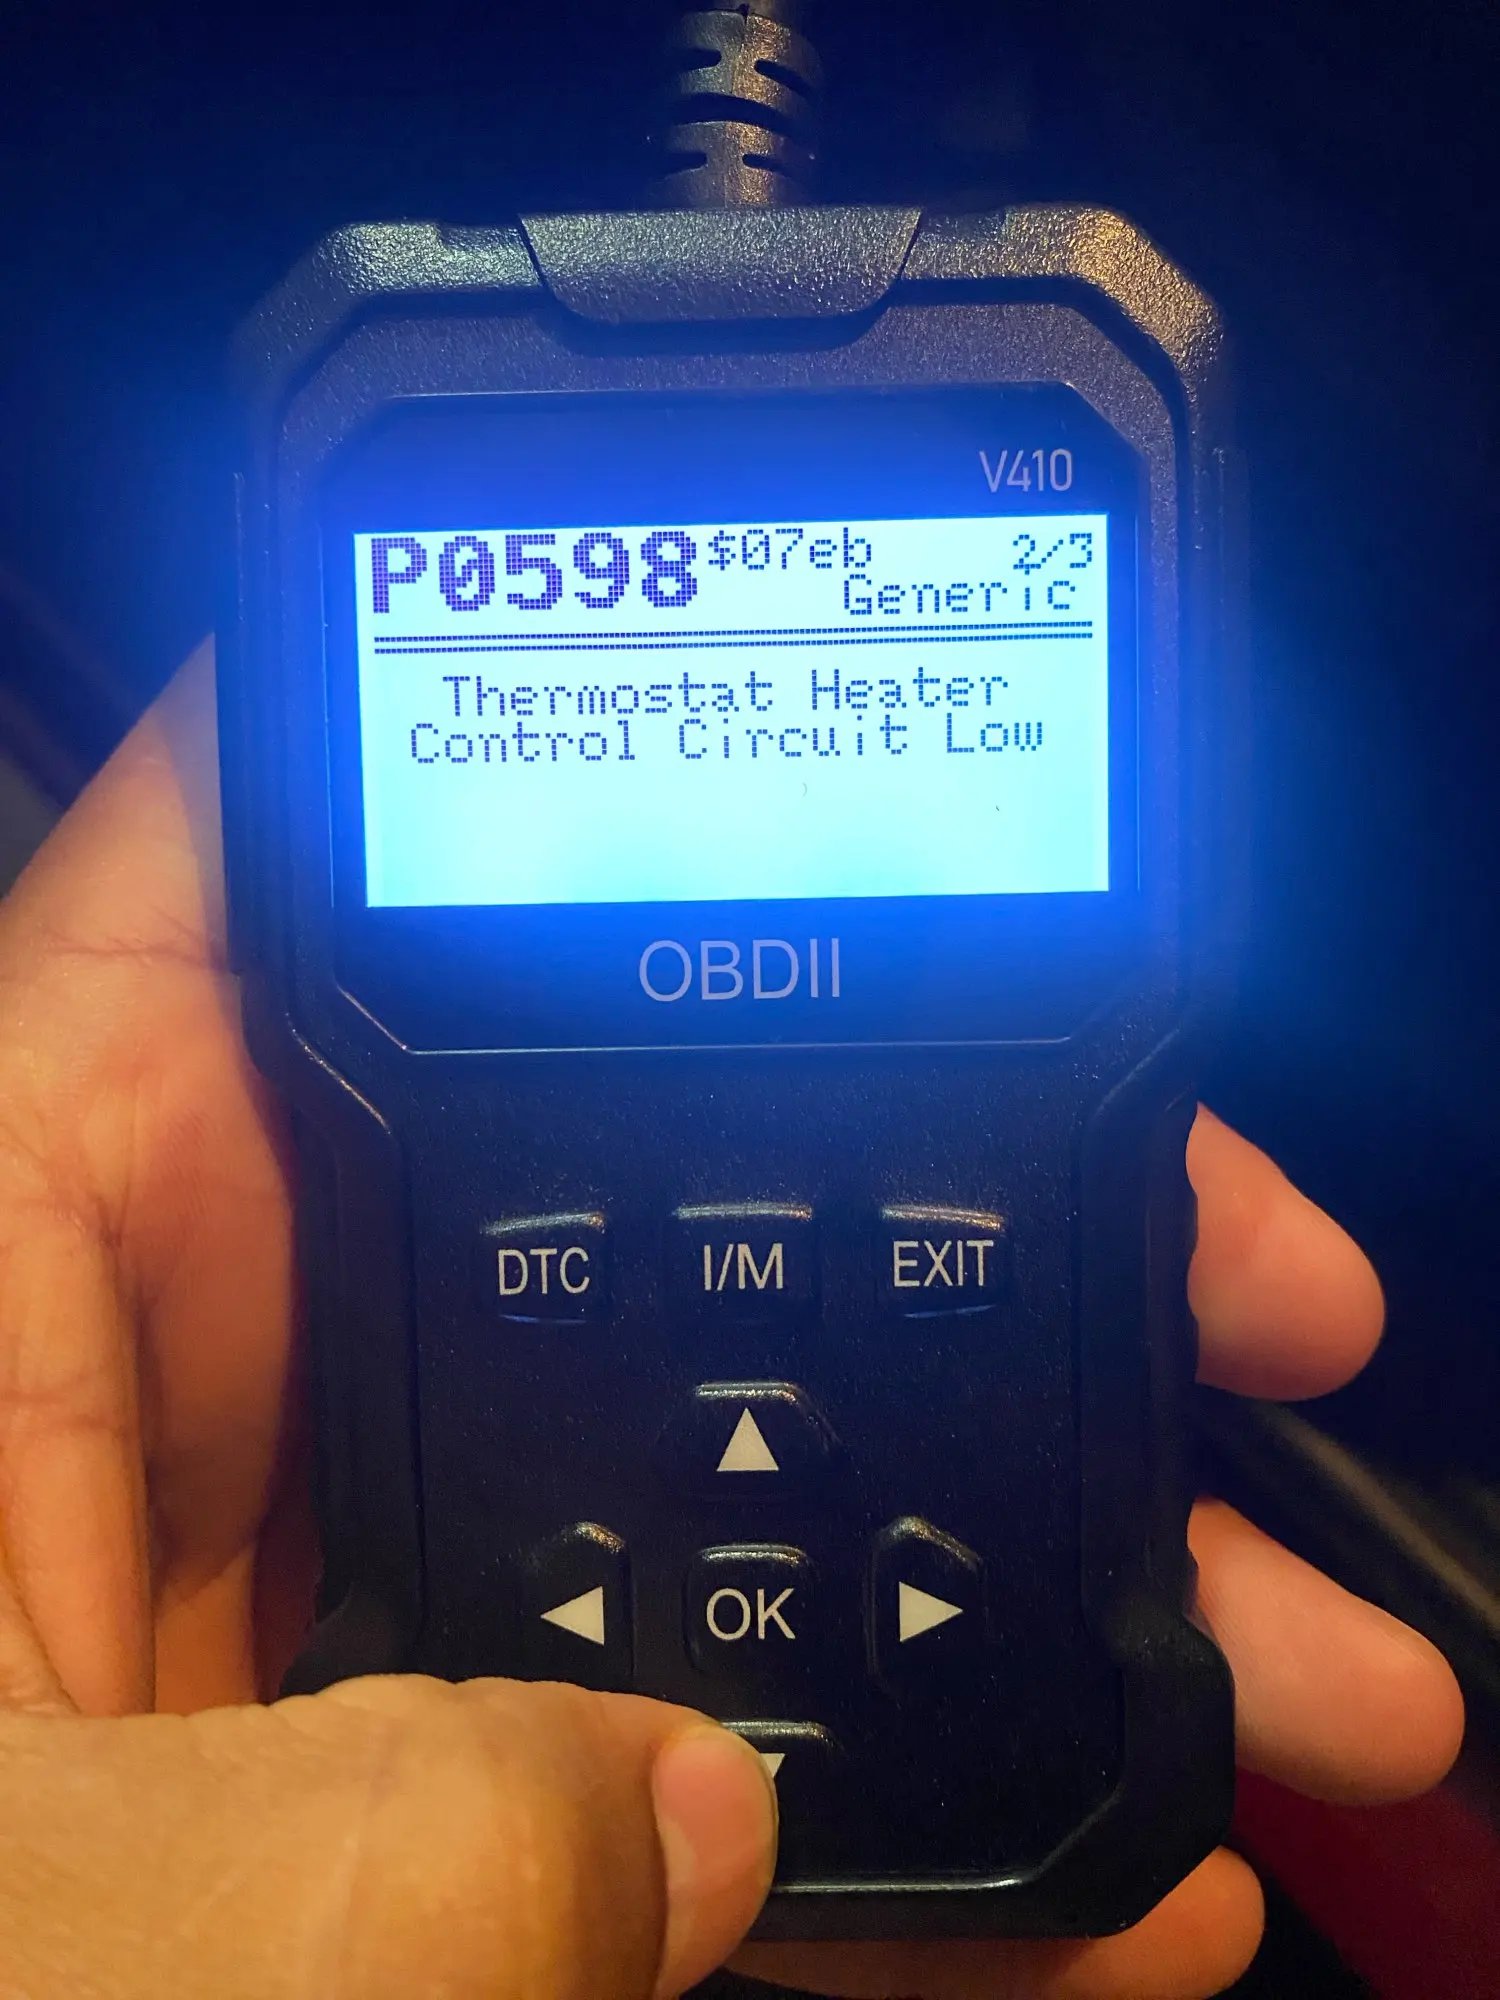 V410
P0598 $07eb 2/3
Generic
Thermostat Heater
Control Circuit Low
OBDII
DTC I/M EXIT
OK